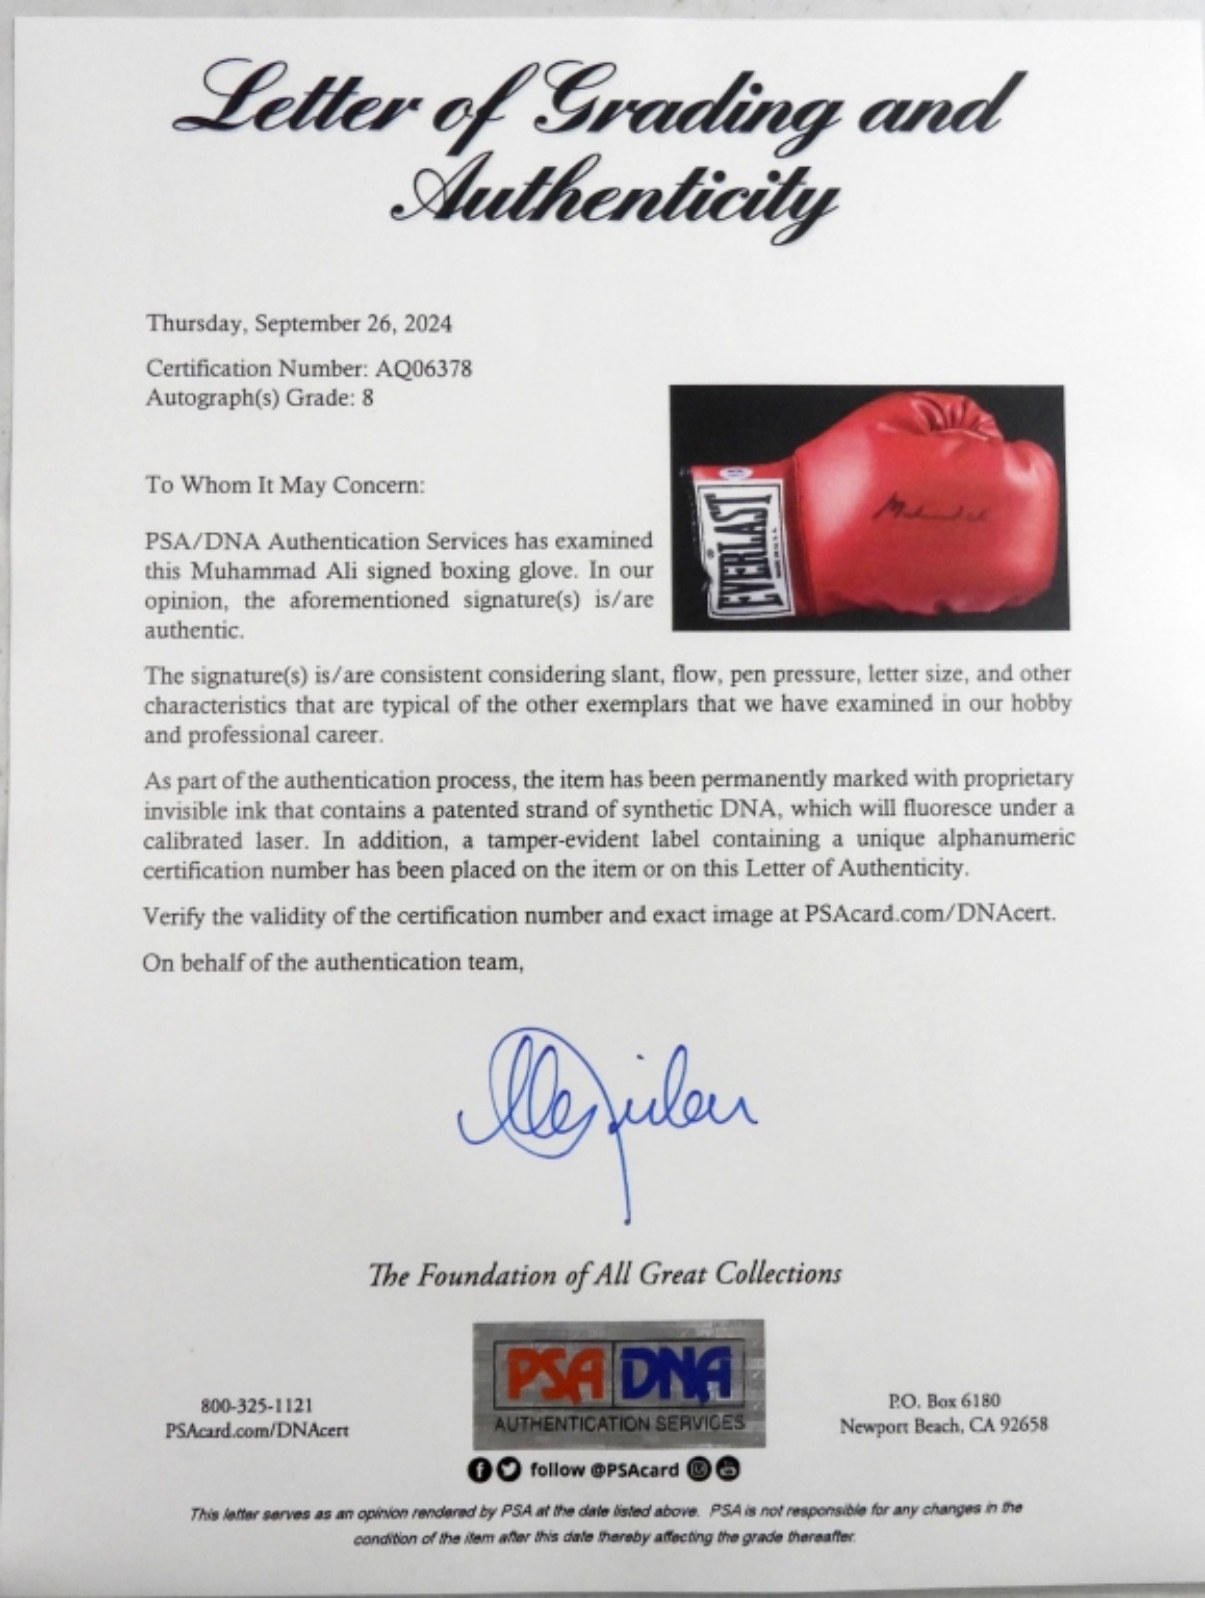 Letter of Grading and
Authenticity
Thursday, September 26, 2024
Certification Number: AQ06378
Autograph(s) Grade: 8
To Whom It May Concern:
PSA/DNA Authentication Services has examined
this Muhammad Ali signed boxing glove. In our
opinion, the aforementioned signature(s) is/are
authentic.
EVERLAST
The signature(s) is/are consistent considering slant, flow, pen pressure, letter size, and other
characteristics that are typical of the other exemplars that we have examined in our hobby
and professional career.
As part of the authentication process, the item has been permanently marked with proprietary
invisible ink that contains a patented strand of synthetic DNA, which will fluoresce under a
calibrated laser. In addition, a tamper-evident label containing a unique alphanumeric
certification number has been placed on the item or on this Letter of Authenticity.
Verify the validity of the certification number and exact image at PSAcard.com/DNAcert.
On behalf of the authentication team,
The Foundation of All Great Collections
PSA DNA
AUTHENTICATION SERVICES
800-325-1121
PSAcard.com/DNAcert
P.O. Box 6180
Newport Beach, CA 92658
follow @PSAcard
This letter serves as an opinion rendered by PSA at the date listed above. PSA is not responsible for any changes in the
condition of the item after this date thereby affecting the grade thereafter.